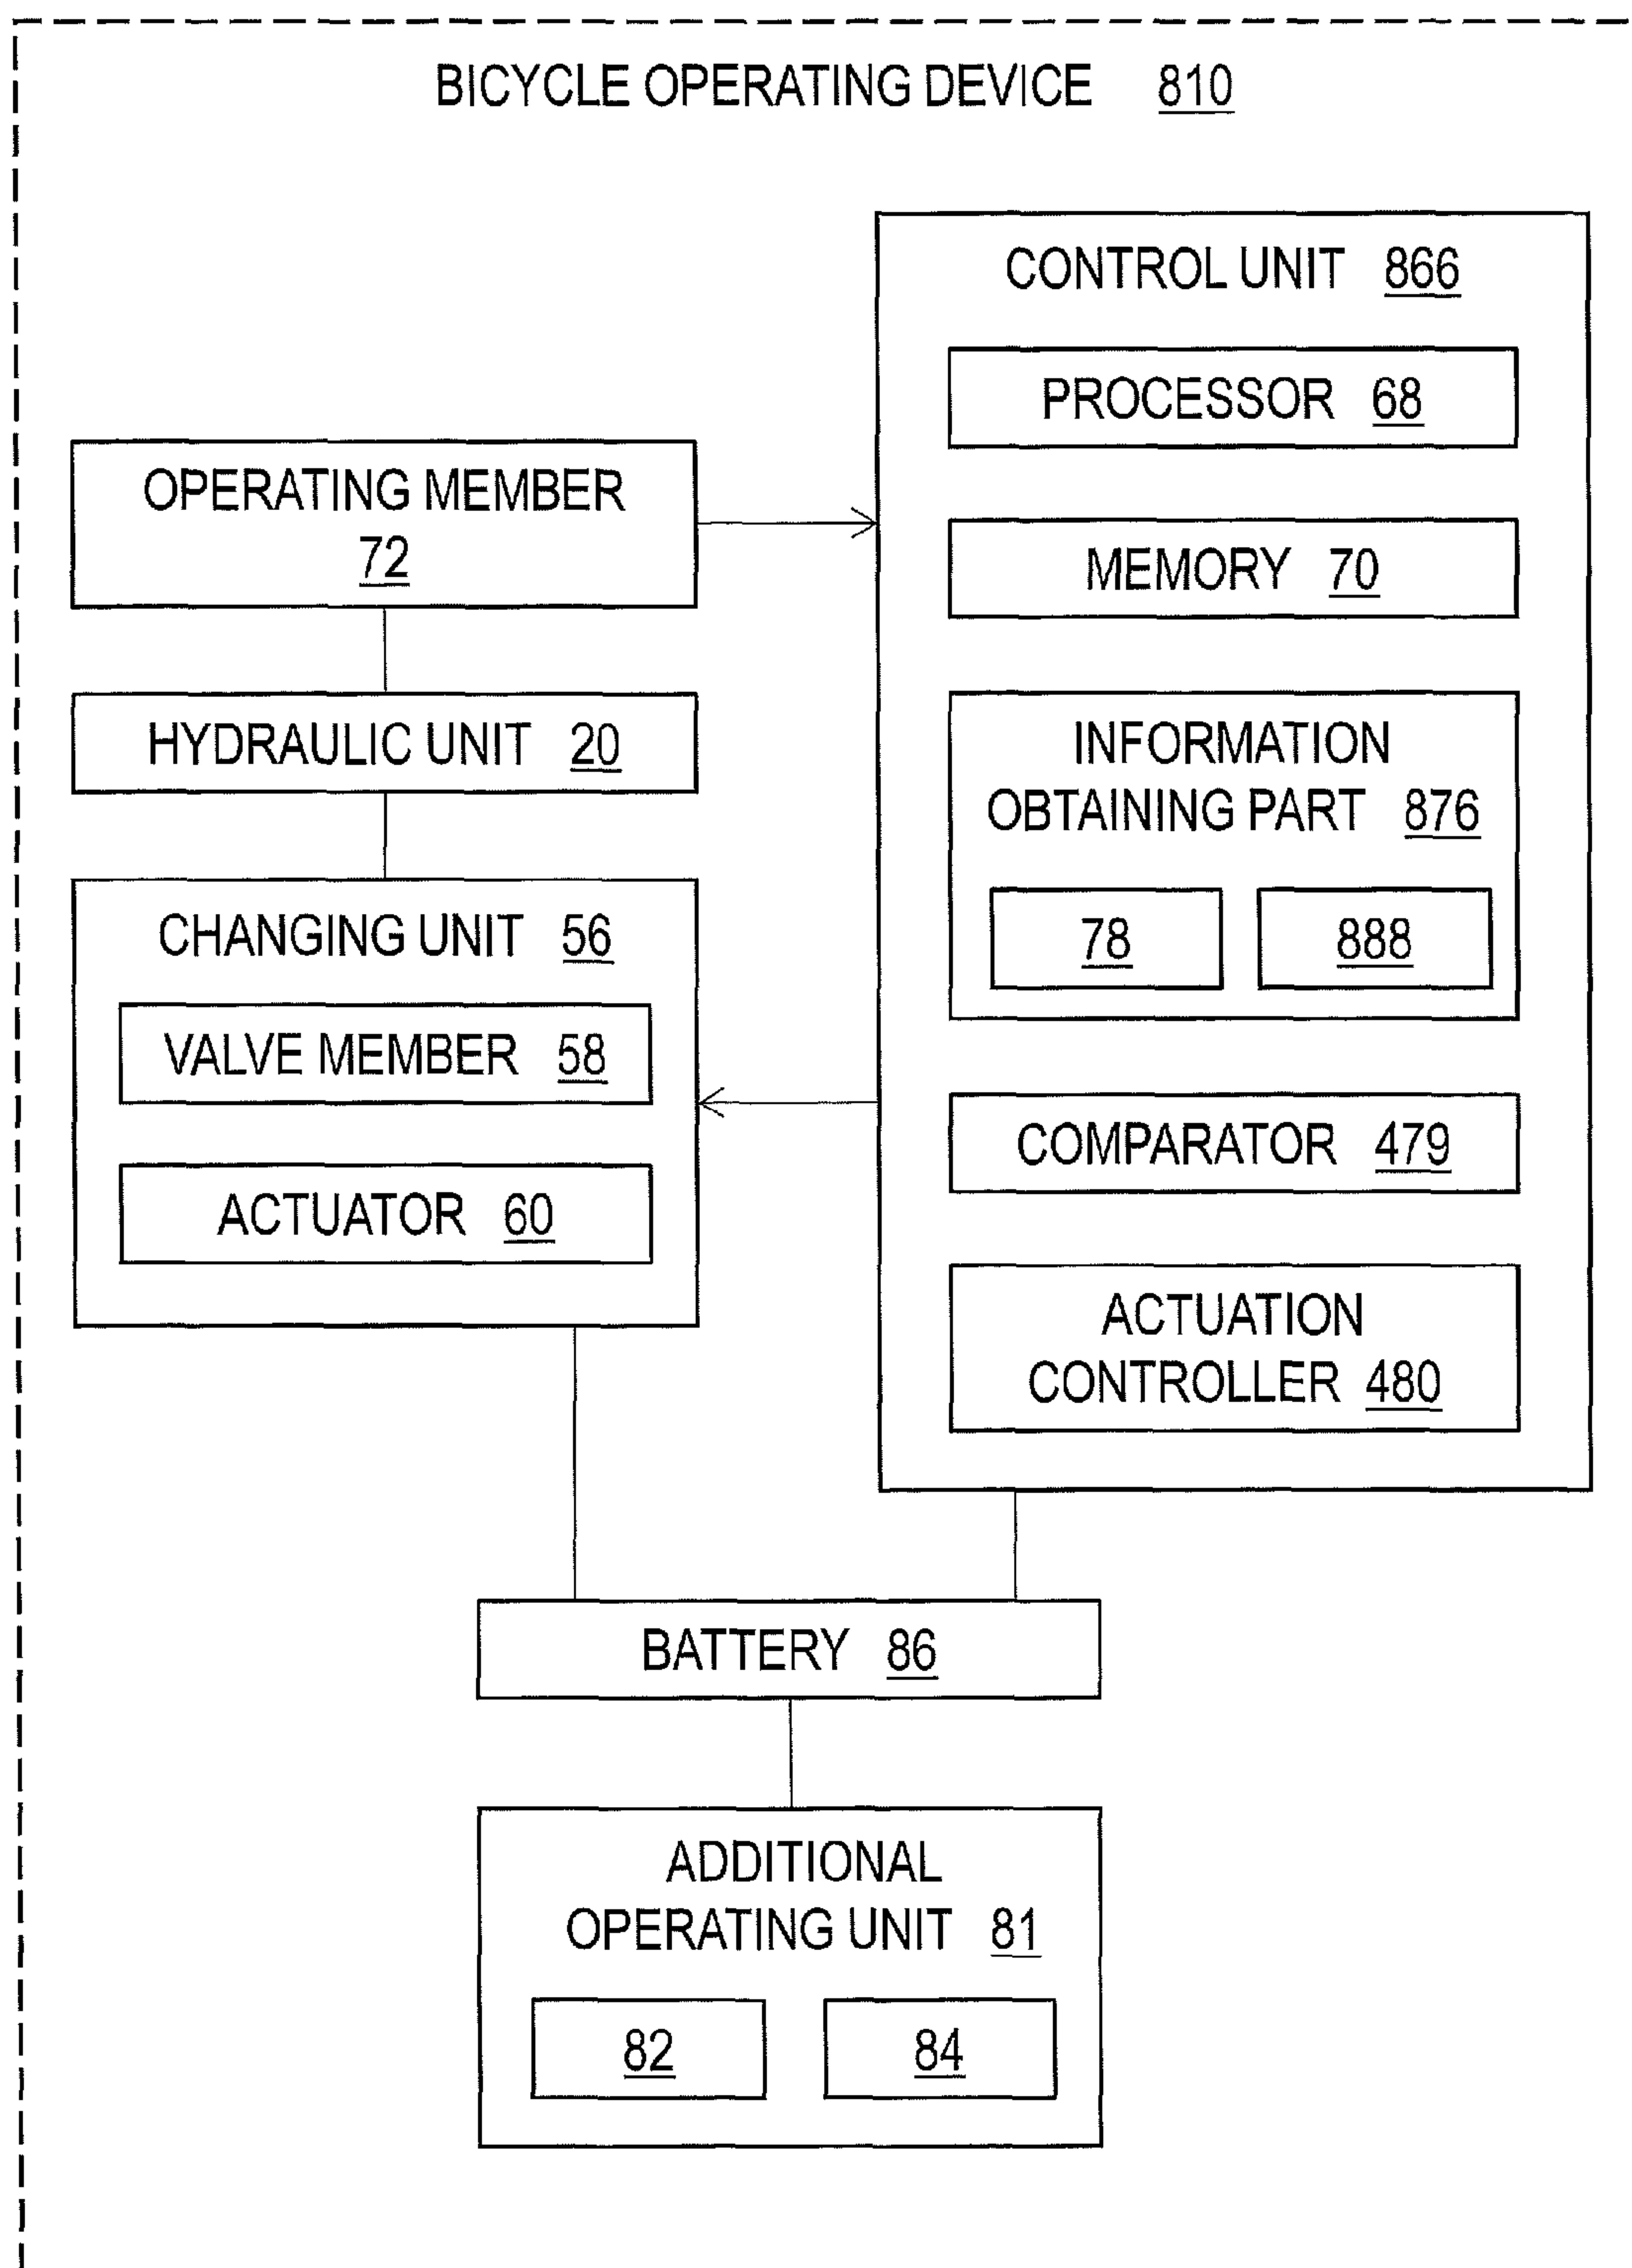 BICYCLE OPERATING DEVICE 810
CONTROL UNIT 866
PROCESSOR 68
MEMORY 70
INFORMATION
OBTAINING PART 876
78 888
COMPARATOR 479
ACTUATION
CONTROLLER 480
OPERATING MEMBER
72
HYDRAULIC UNIT 20
CHANGING UNIT 56
VALVE MEMBER 58
ACTUATOR 60
BATTERY 86
ADDITIONAL
OPERATING UNIT 81
82 84